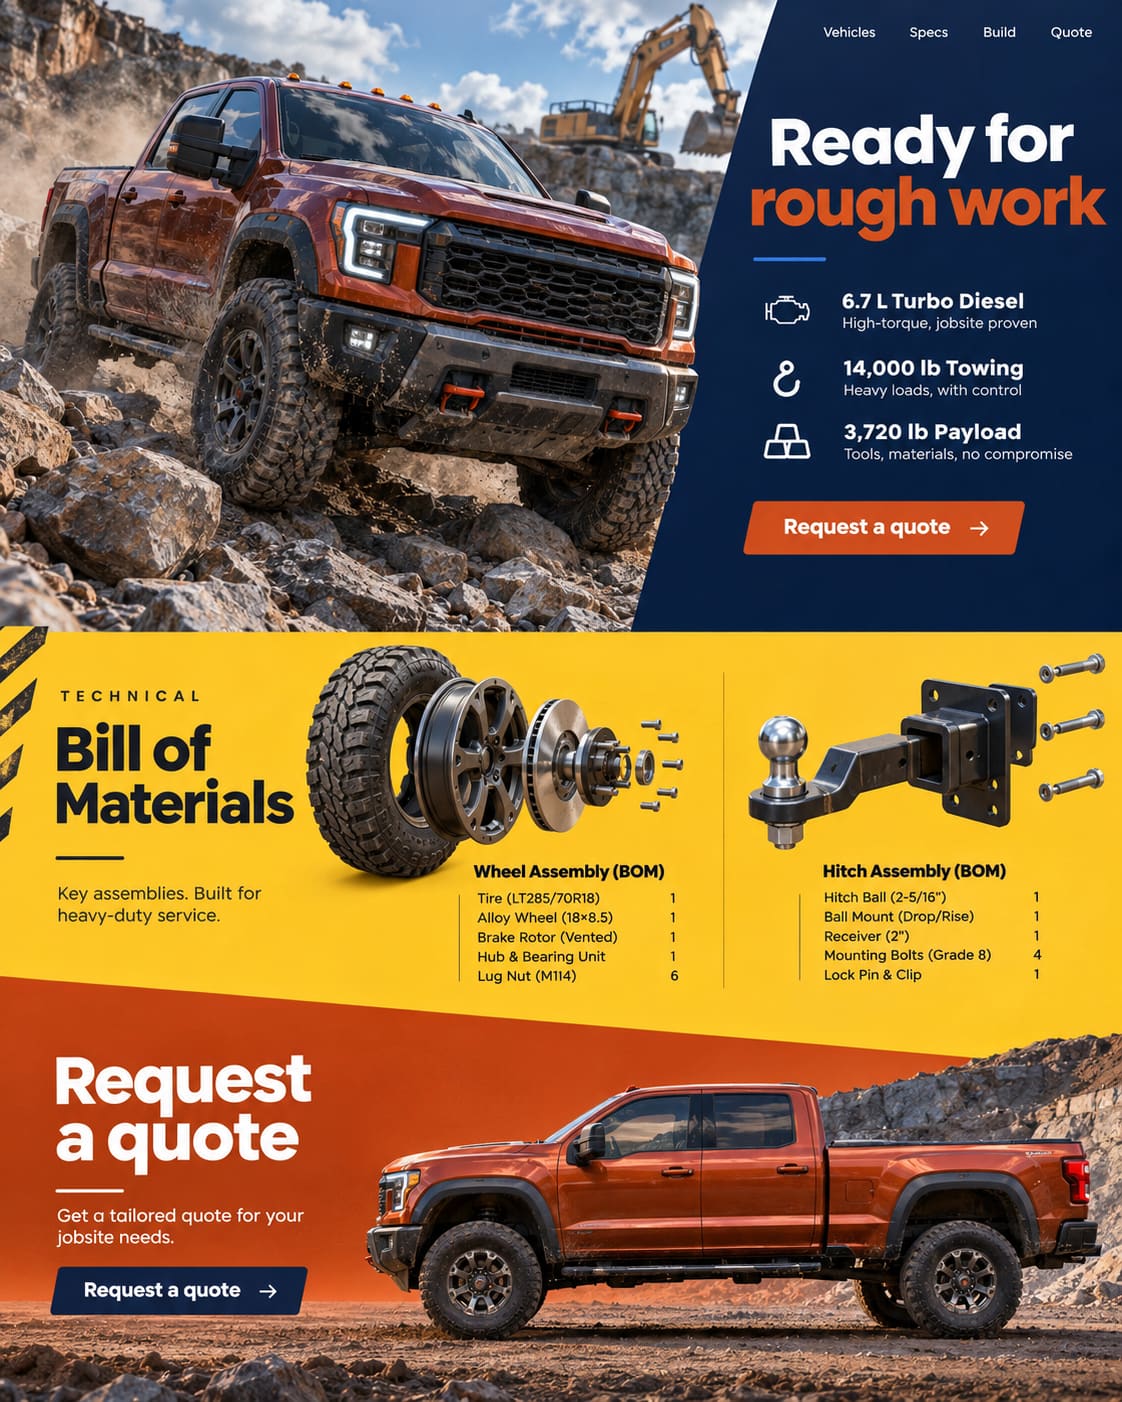 Vehicles Specs Build Quote
Ready for
rough work
6.7 L Turbo Diesel
High-torque, jobsite proven
14,000 lb Towing
Heavy loads, with control
3,720 lb Payload
Tools, materials, no compromise
Request a quote →
TECHNICAL
Bill of
Materials
Key assemblies. Built for
heavy-duty service.
Wheel Assembly (BOM)
Tire (LT285/70R18) 1
Alloy Wheel (18×8.5) 1
Brake Rotor (Vented) 1
Hub & Bearing Unit 1
Lug Nut (M114) 6
Hitch Assembly (BOM)
Hitch Ball (2-5/16") 1
Ball Mount (Drop/Rise) 1
Receiver (2") 1
Mounting Bolts (Grade 8) 4
Lock Pin & Clip 1
Request
a quote
Get a tailored quote for your
jobsite needs.
Request a quote →